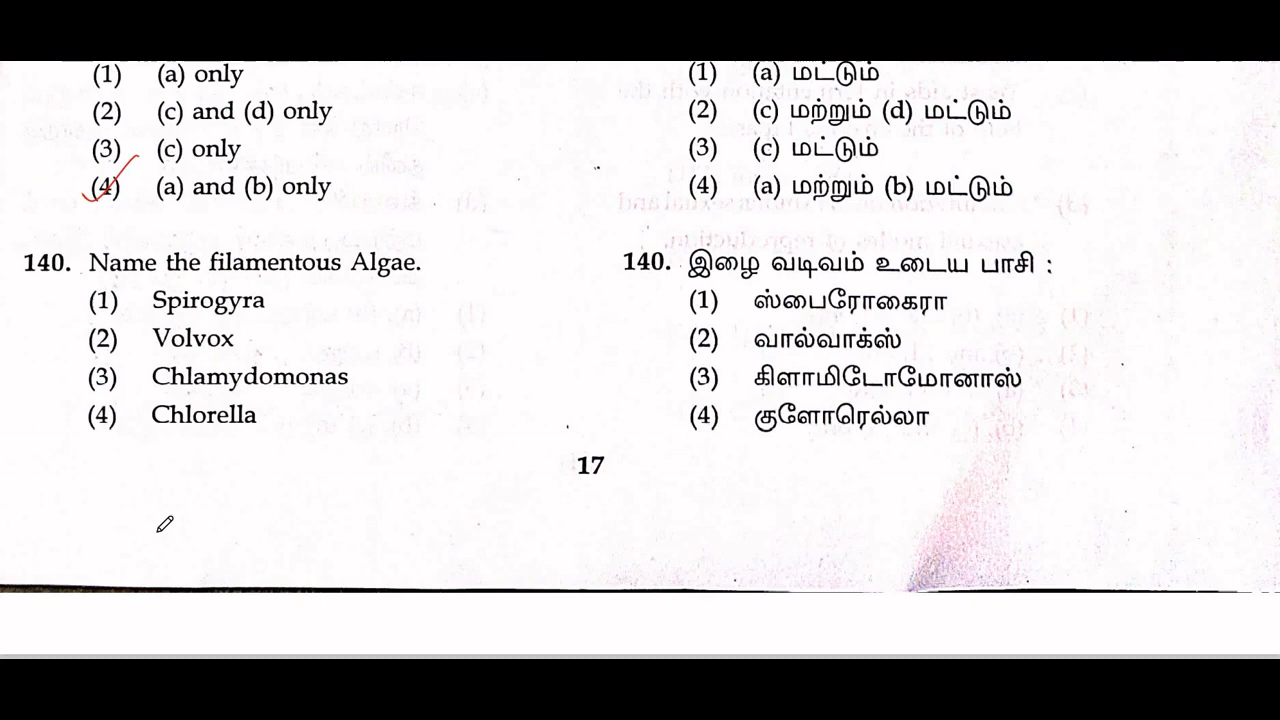 (1) (a) only
(2) (c) and (d) only
(3) (c) only
(4) (a) and (b) only
140. Name the filamentous Algae.
(1) Spirogyra
(2) Volvox
(3) Chlamydomonas
(4) Chlorella
(1) (a) மட்டும்
(2) (c) மற்றும் (d) மட்டும்
(3) (c) மட்டும்
(4) (a) மற்றும் (b) மட்டும்
140. இழை வடிவம் உடைய பாசி :
(1) ஸ்பைரோகைரா
(2) வால்வாக்ஸ்
(3) கிளாமிடோமோனாஸ்
(4) குளோரெல்லா
17